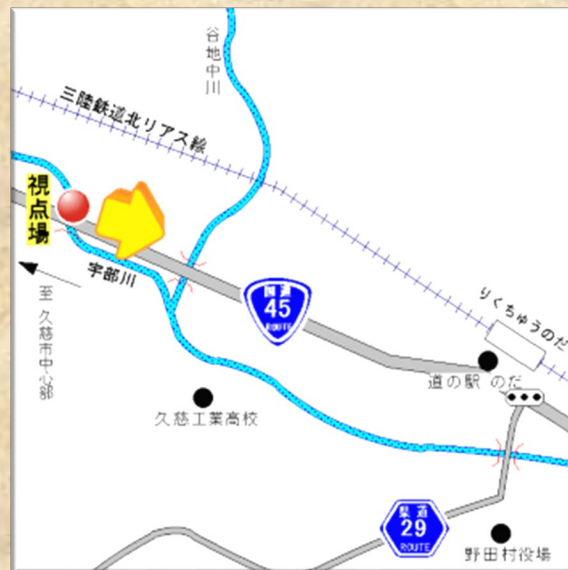 谷地中川
三陸鉄道北リアス線
視点場
宇部川
至 久慈市中心部
国道
45
ROUTE
りくちゅうのだ
道の駅 のだ
久慈工業高校
県道
29
ROUTE
野田村役場